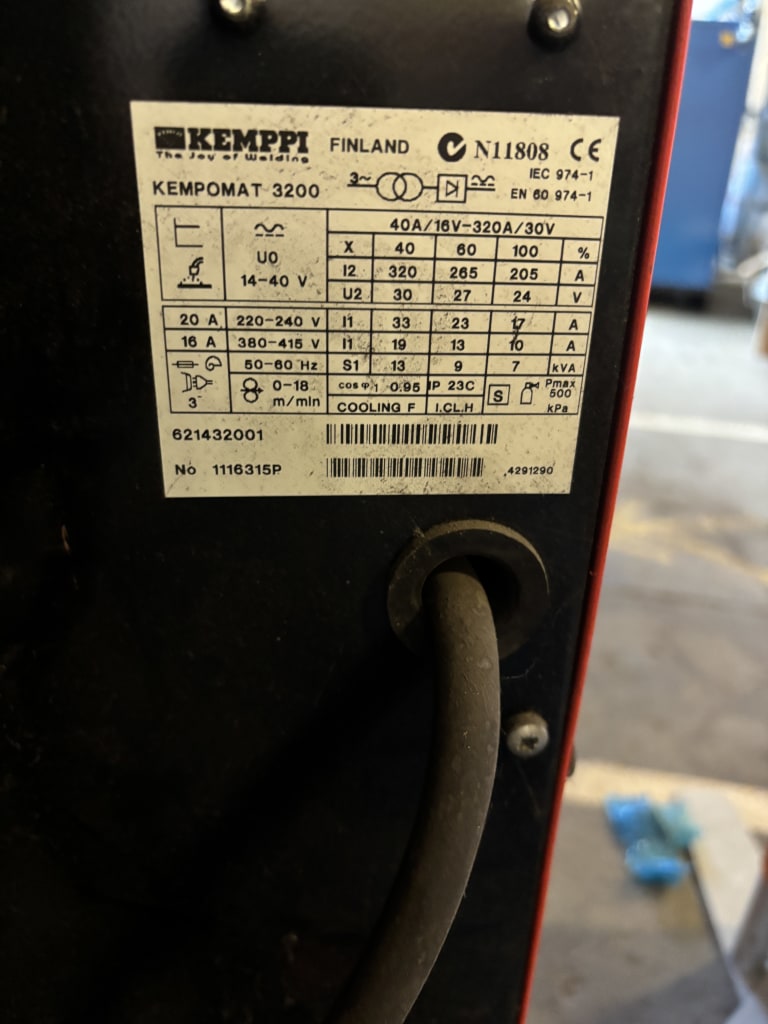 KEMPPI
The Joy of Welding
FINLAND
N11808 CE
IEC 974-1
KEMPOMAT 3200
3~
EN 60 974-1
40A/16V-320A/30V
U0
14-40 V
X 40 60 100 %
I2 320 265 205 A
U2 30 27 24 V
20 A 220-240 V I1 33 23 17 A
16 A 380-415 V I1 19 13 10 A
50-60 Hz S1 13 9 7 kVA
3~
0-18 m/min
cos φ1 0.95 IP 23C
S
Pmax
500
kPa
COOLING F I.CL.H
621432001
No 1116315P
4291290